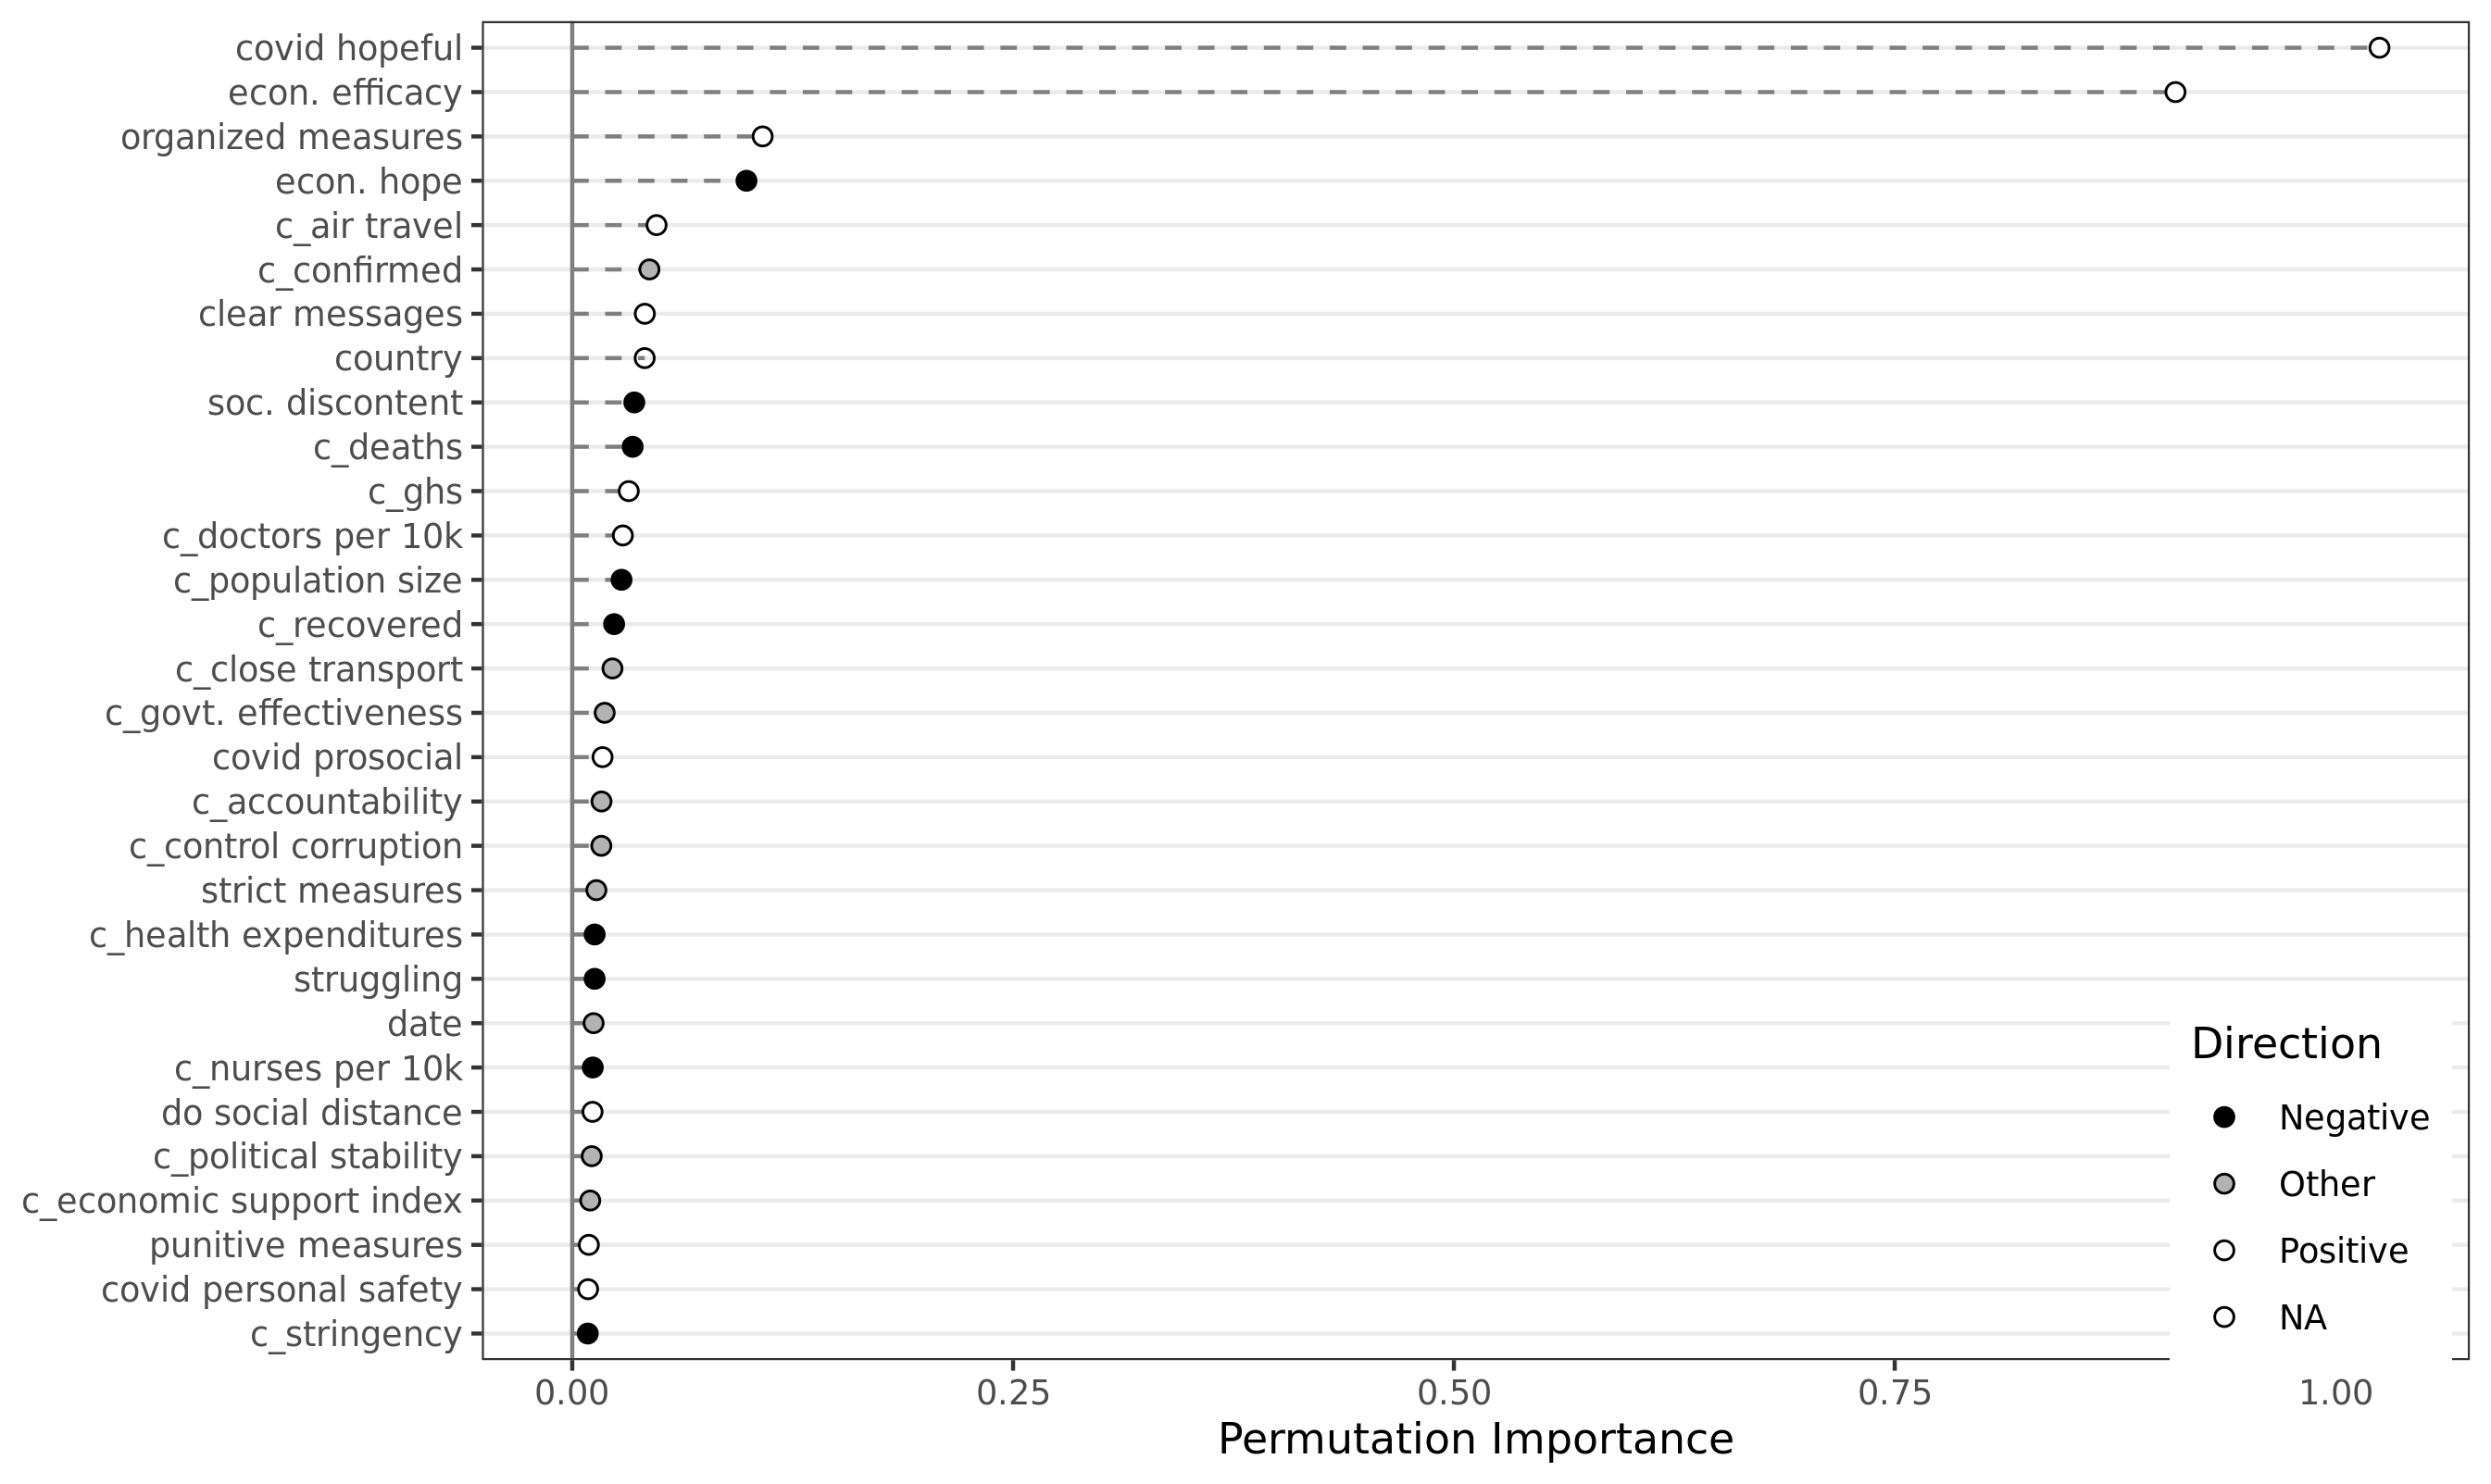 covid hopeful
econ. efficacy
organized measures
econ. hope
c_air travel
c_confirmed
clear messages
country
soc. discontent
c_deaths
c_ghs
c_doctors per 10k
c_population size
c_recovered
c_close transport
c_govt. effectiveness
covid prosocial
c_accountability
c_control corruption
strict measures
c_health expenditures
struggling
date
c_nurses per 10k
do social distance
c_political stability
c_economic support index
punitive measures
covid personal safety
c_stringency
Direction
Negative
Other
Positive
NA
0.00 0.25 0.50 0.75 1.00
Permutation Importance